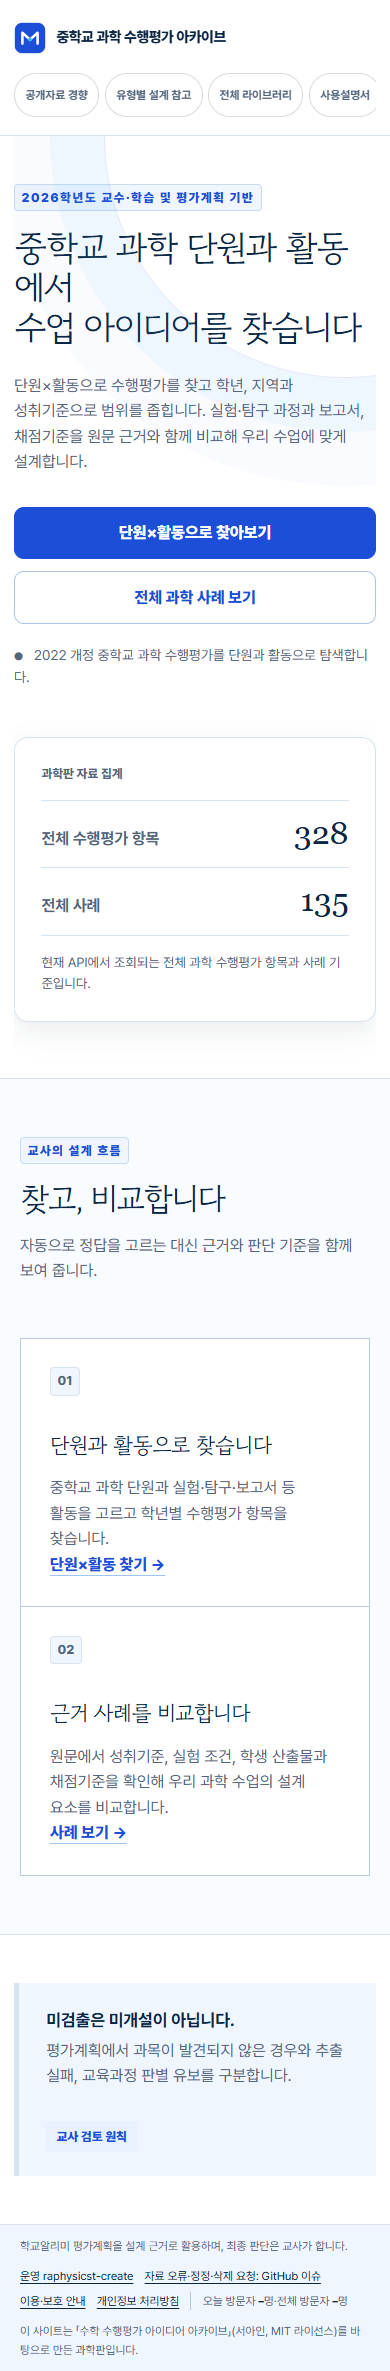 중학교 과학 수행평가 아카이브
공개자료 경향 유형별 설계 참고 전체 라이브러리 사용설명서
2026학년도 교수·학습 및 평가계획 기반
중학교 과학 단원과 활동
에서
수업 아이디어를 찾습니다
단원×활동으로 수행평가를 찾고 학년, 지역과
성취기준으로 범위를 좁힙니다. 실험·탐구 과정과 보고서,
채점기준을 원문 근거와 함께 비교해 우리 수업에 맞게
설계합니다.
단원×활동으로 찾아보기
전체 과학 사례 보기
● 2022 개정 중학교 과학 수행평가를 단원과 활동으로 탐색합니
다.
과학판 자료 집계
전체 수행평가 항목 328
전체 사례 135
현재 API에서 조회되는 전체 과학 수행평가 항목과 사례 기
준입니다.
교사의 설계 흐름
찾고, 비교합니다
자동으로 정답을 고르는 대신 근거와 판단 기준을 함께
보여 줍니다.
01
단원과 활동으로 찾습니다
중학교 과학 단원과 실험·탐구·보고서 등
활동을 고르고 학년별 수행평가 항목을
찾습니다.
단원×활동 찾기 →
02
근거 사례를 비교합니다
원문에서 성취기준, 실험 조건, 학생 산출물과
채점기준을 확인해 우리 과학 수업의 설계
요소를 비교합니다.
사례 보기 →
미검출은 미개설이 아닙니다.
평가계획에서 과목이 발견되지 않은 경우와 추출
실패, 교육과정 판별 유보를 구분합니다.
교사 검토 원칙
학교알리미 평가계획을 설계 근거로 활용하며, 최종 판단은 교사가 합니다.
운영 raphysicst-create 자료 오류·정정·삭제 요청: GitHub 이슈
이용·보호 안내 개인정보 처리방침 오늘 방문자 –명·전체 방문자 –명
이 사이트는 「수학 수행평가 아이디어 아카이브」(서아인, MIT 라이선스)를 바
탕으로 만든 과학판입니다.